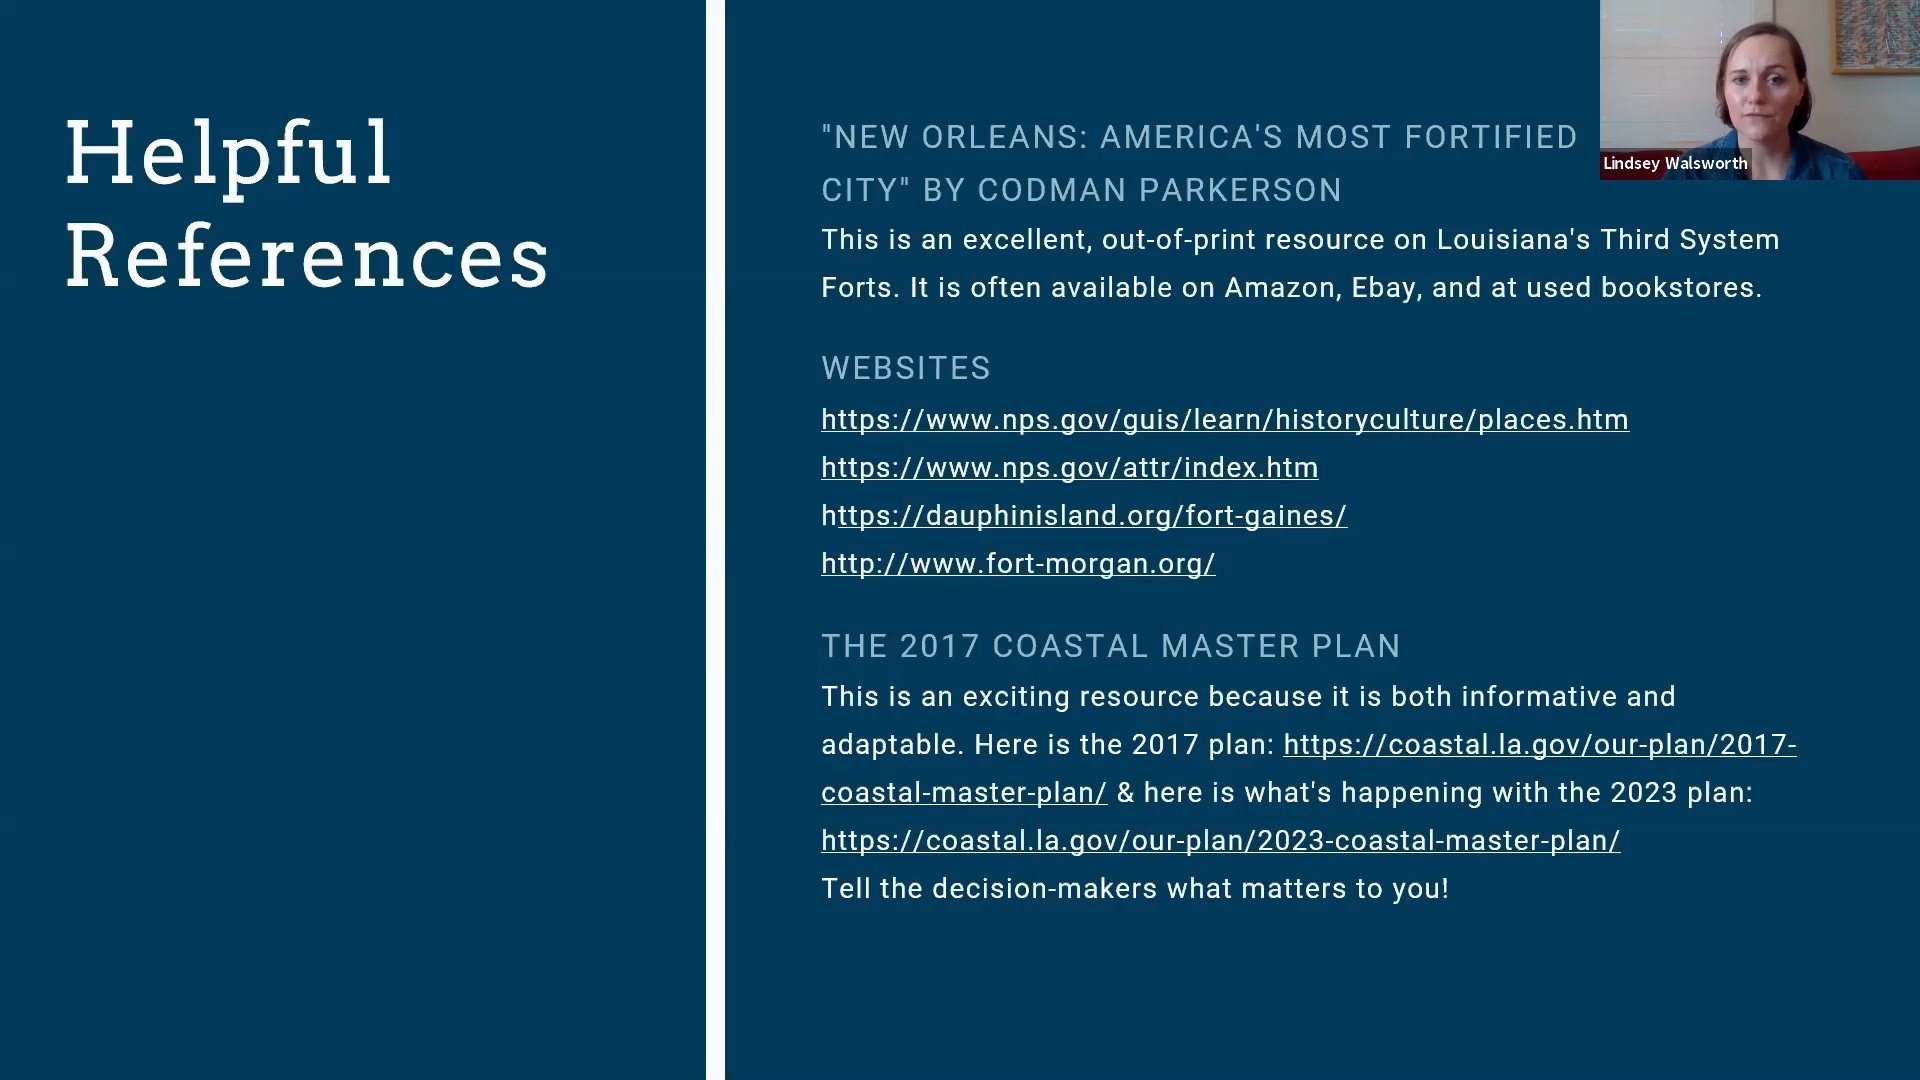 Helpful
References
"NEW ORLEANS: AMERICA'S MOST FORTIFIED
CITY" BY CODMAN PARKERSON
This is an excellent, out-of-print resource on Louisiana's Third System
Forts. It is often available on Amazon, Ebay, and at used bookstores.
WEBSITES
https://www.nps.gov/guis/learn/historyculture/places.htm
https://www.nps.gov/attr/index.htm
https://dauphinisland.org/fort-gaines/
http://www.fort-morgan.org/
THE 2017 COASTAL MASTER PLAN
This is an exciting resource because it is both informative and
adaptable. Here is the 2017 plan: https://coastal.la.gov/our-plan/2017-
coastal-master-plan/ & here is what's happening with the 2023 plan:
https://coastal.la.gov/our-plan/2023-coastal-master-plan/
Tell the decision-makers what matters to you!
Lindsey Walsworth